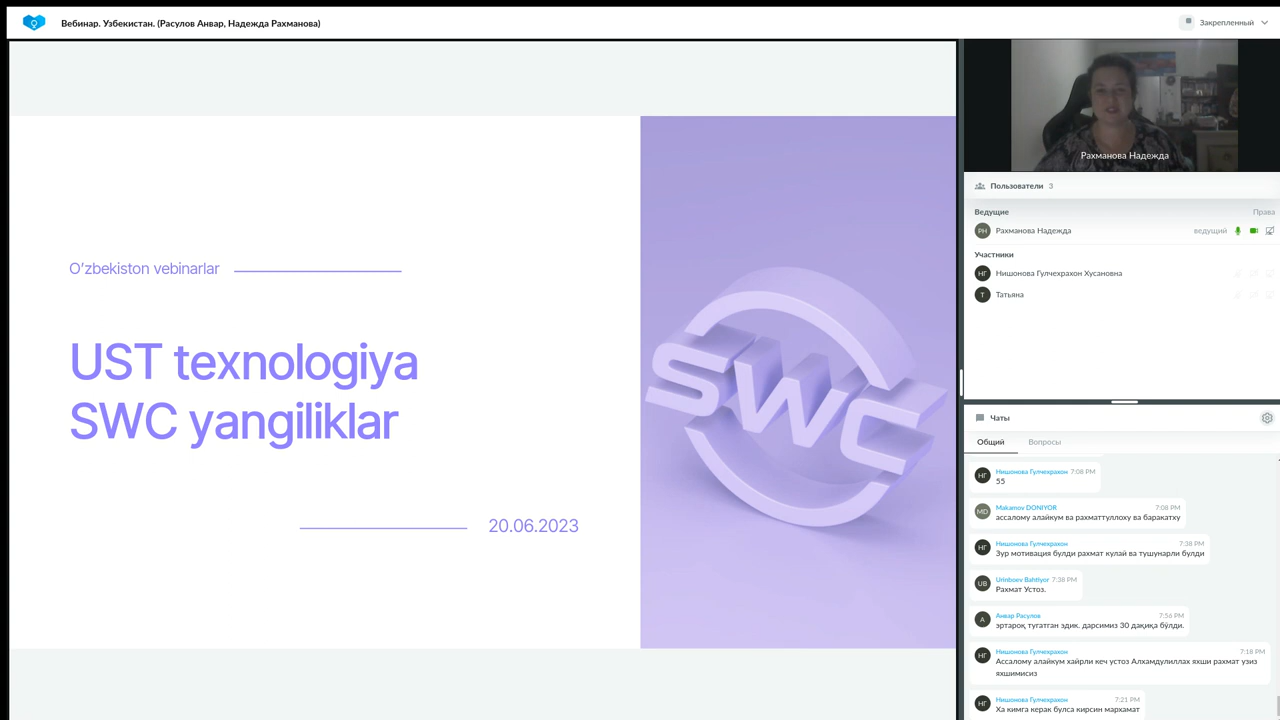 Вебинар. Узбекистан. (Расулов Анвар, Надежда Рахманова)
Закрепленный
O‘zbekiston vebinarlar
UST texnologiya
SWC yangiliklar
20.06.2023
SWC
Рахманова Надежда
Пользователи 3
Ведущие Права
РН Рахманова Надежда ведущий
Участники
НГ Нишонова Гулчехрахон Хусановна
Т Татьяна
Чаты
Общий Вопросы
НГ Нишонова Гулчехрахон 7:08 PM
55
MD Makamov DONIYOR 7:08 PM
ассалому алайкум ва рахматтуллоху ва баракатху
НГ Нишонова Гулчехрахон 7:38 PM
Зур мотивация булди рахмат кулай ва тушунарли булди
UB Urinboev Bahtiyor 7:38 PM
Рахмат Устоз.
А Анвар Расулов 7:56 PM
эртароқ тугатган эдик. дарсимиз 30 дақиқа бўлди.
НГ Нишонова Гулчехрахон 7:18 PM
Ассалому алайкум хайрли кеч устоз Алхамдулиллах яхши рахмат узиз
яхшимисиз
НГ Нишонова Гулчехрахон 7:21 PM
Ха кимга керак булса кирсин мархамат